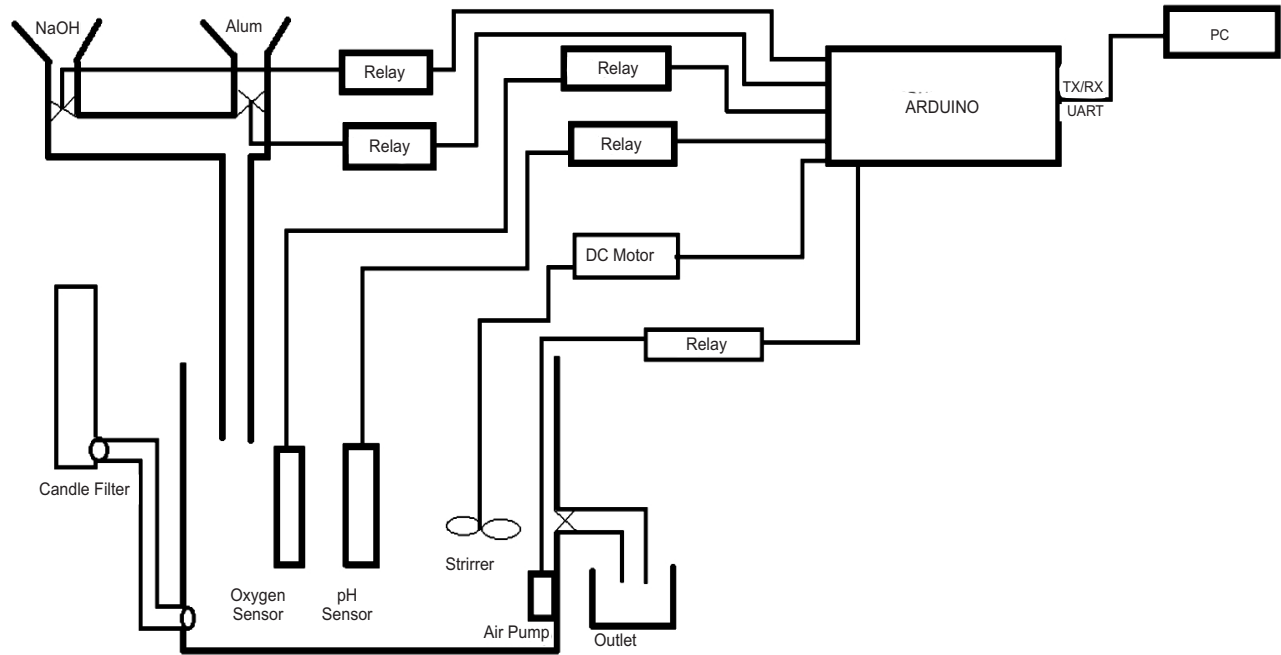 NaOH
Alum
Relay
Relay
Relay
Relay
ARDUINO
TX/RX
UART
PC
DC Motor
Relay
Candle Filter
Oxygen
Sensor
pH
Sensor
Strirrer
Air Pump
Outlet